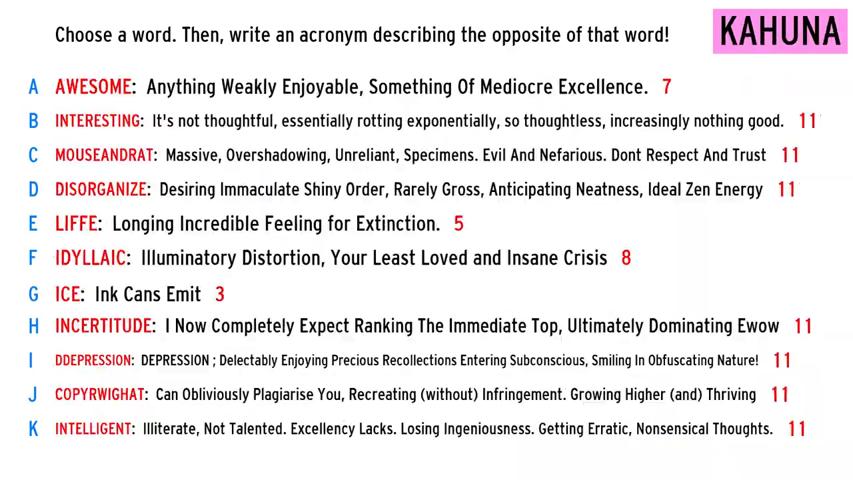 Choose a word. Then, write an acronym describing the opposite of that word!
KAHUNA
A AWESOME: Anything Weakly Enjoyable, Something Of Mediocre Excellence. 7
B INTERESTING: It's not thoughtful, essentially rotting exponentially, so thoughtless, increasingly nothing good. 11
C MOUSEANDRAT: Massive, Overshadowing, Unreliant, Specimens. Evil And Nefarious. Dont Respect And Trust 11
D DISORGANIZE: Desiring Immaculate Shiny Order, Rarely Gross, Anticipating Neatness, Ideal Zen Energy 11
E LIFFE: Longing Incredible Feeling for Extinction. 5
F IDYLLAIC: Illuminatory Distortion, Your Least Loved and Insane Crisis 8
G ICE: Ink Cans Emit 3
H INCERTITUDE: I Now Completely Expect Ranking The Immediate Top, Ultimately Dominating Ewow 11
I DDEPRESSION: DEPRESSION ; Delectably Enjoying Precious Recollections Entering Subconscious, Smiling In Obfuscating Nature! 11
J COPYRWIGHAT: Can Obliviously Plagiarise You, Recreating (without) Infringement. Growing Higher (and) Thriving 11
K INTELLIGENT: Illiterate, Not Talented. Excellency Lacks. Losing Ingeniousness. Getting Erratic, Nonsensical Thoughts. 11